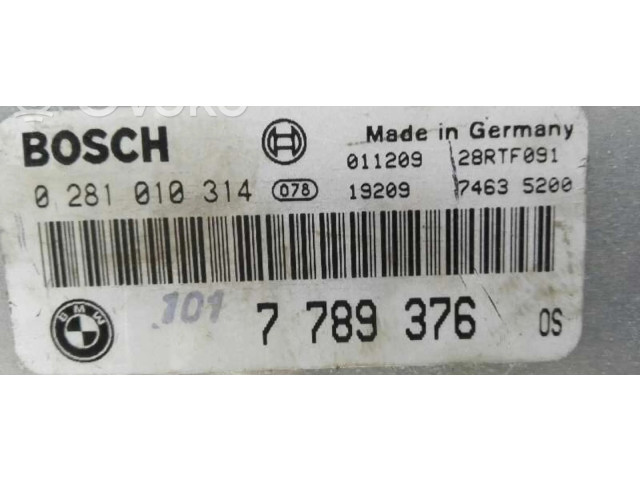 BOSCH
Made in Germany
011209 28RTF091
0 281 010 314 078 19209 7463 5200
BMW 101 7 789 376 OS